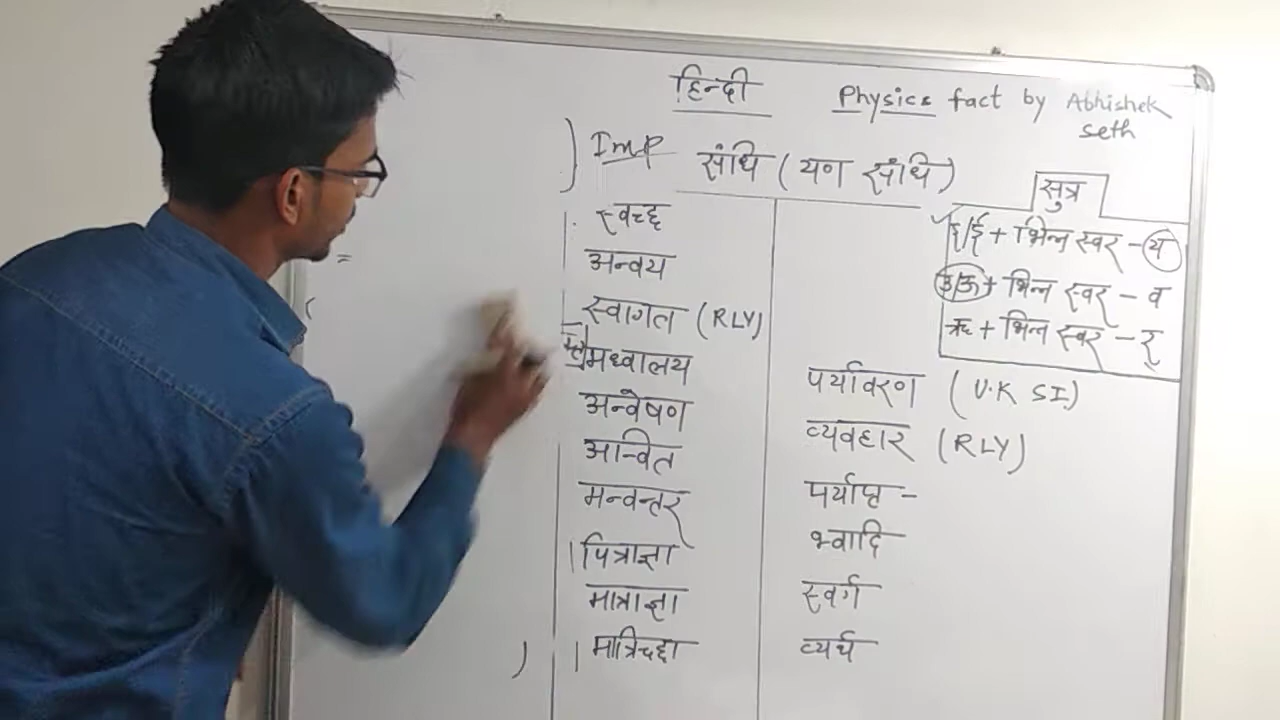 हिन्दी
Physics fact by Abhishek
seth
Imp संधि (यण संधि)
सुत्र
इ/ई + भिन्न स्वर - य
उ/ऊ + भिन्न स्वर - व
ऋ + भिन्न स्वर - र्
स्वच्छ
अन्वय
स्वागत (RLY)
मध्वालय
अन्वेषण
अन्वित
मन्वन्तर
पित्राज्ञा
मात्राज्ञा
मात्रिच्छा
पर्यावरण (U.K SI)
व्यवहार (RLY)
पर्याप्त -
भ्वादि
स्वर्ग
व्यर्थ